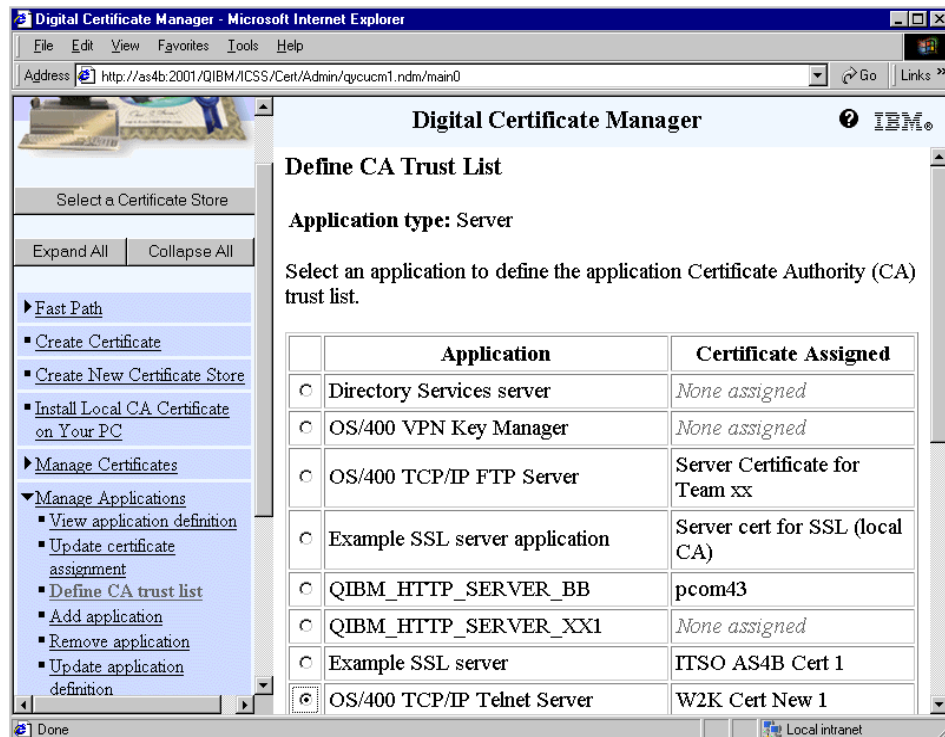 Digital Certificate Manager - Microsoft Internet Explorer
File Edit View Favorites Tools Help
Address http://as4b:2001/QIBM/ICSS/Cert/Admin/qycucm1.ndm/main0 Go Links »
Select a Certificate Store
Expand All Collapse All
Fast Path
Create Certificate
Create New Certificate Store
Install Local CA Certificate
on Your PC
Manage Certificates
Manage Applications
View application definition
Update certificate
assignment
Define CA trust list
Add application
Remove application
Update application
definition
Digital Certificate Manager ? IBM®
Define CA Trust List
Application type: Server
Select an application to define the application Certificate Authority (CA)
trust list.
Application Certificate Assigned
Directory Services server None assigned
OS/400 VPN Key Manager None assigned
OS/400 TCP/IP FTP Server Server Certificate for
Team xx
Example SSL server application Server cert for SSL (local
CA)
QIBM_HTTP_SERVER_BB pcom43
QIBM_HTTP_SERVER_XX1 None assigned
Example SSL server ITSO AS4B Cert 1
OS/400 TCP/IP Telnet Server W2K Cert New 1
Done Local intranet